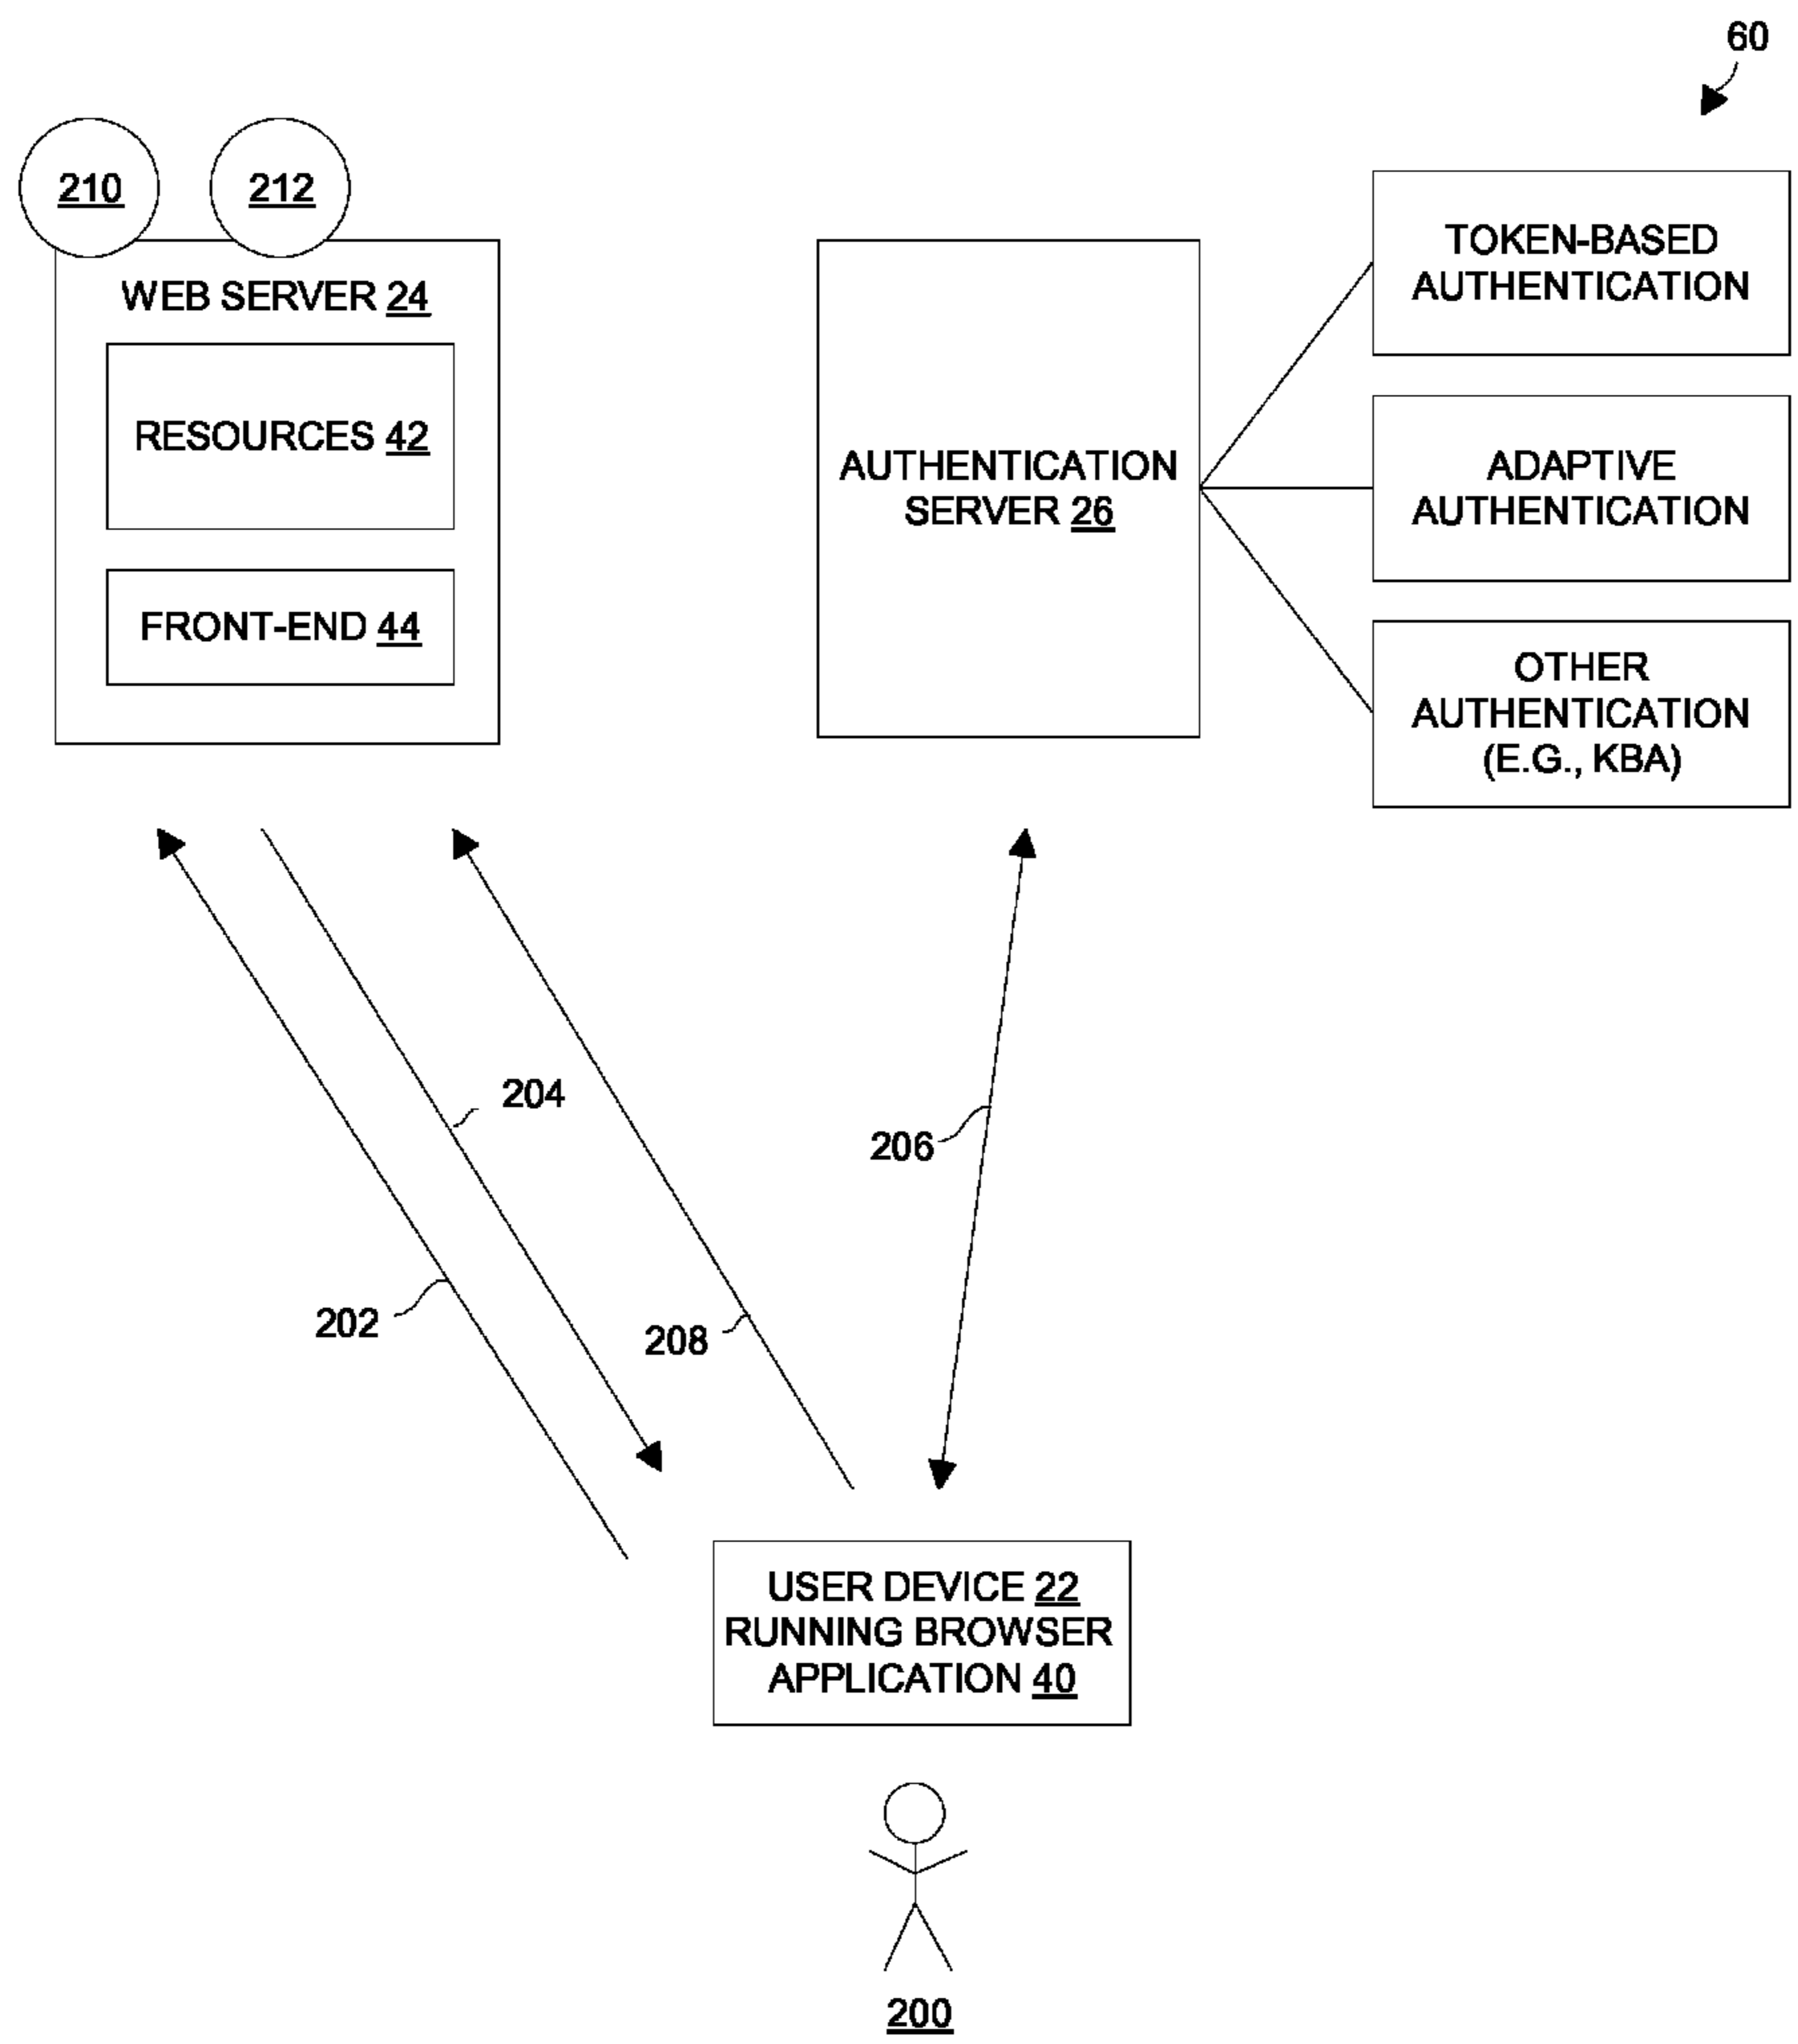 60
210
212
WEB SERVER 24
RESOURCES 42
FRONT-END 44
AUTHENTICATION
SERVER 26
TOKEN-BASED
AUTHENTICATION
ADAPTIVE
AUTHENTICATION
OTHER
AUTHENTICATION
(E.G., KBA)
204
206
202
208
USER DEVICE 22
RUNNING BROWSER
APPLICATION 40
200